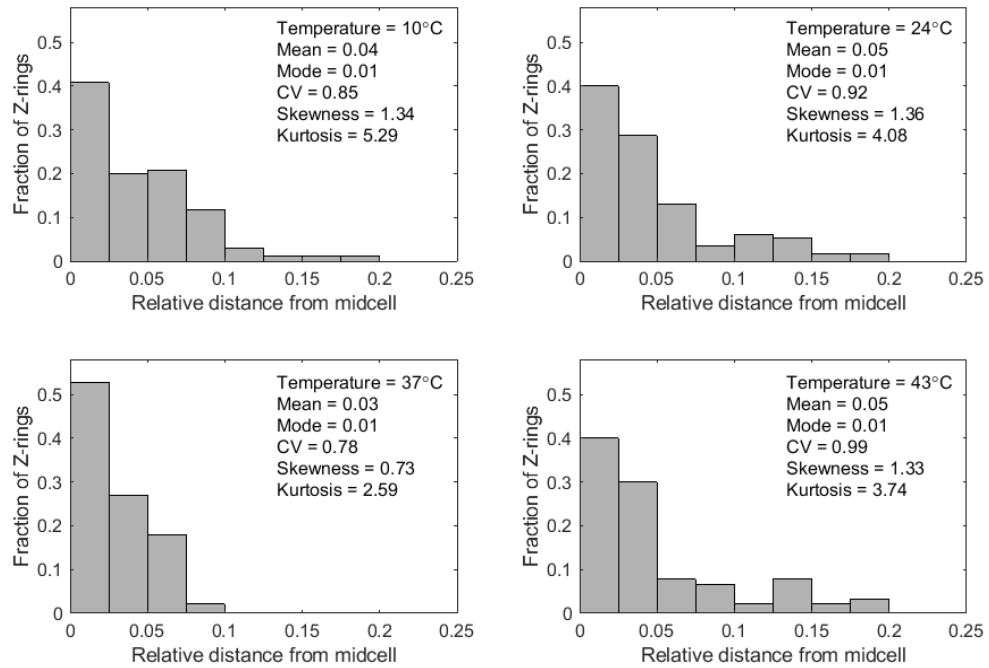 Temperature = 10°C
Mean = 0.04
Mode = 0.01
CV = 0.85
Skewness = 1.34
Kurtosis = 5.29
Fraction of Z-rings
0.5
0.4
0.3
0.2
0.1
0
0 0.05 0.1 0.15 0.2 0.25
Relative distance from midcell
Temperature = 24°C
Mean = 0.05
Mode = 0.01
CV = 0.92
Skewness = 1.36
Kurtosis = 4.08
Fraction of Z-rings
0.5
0.4
0.3
0.2
0.1
0
0 0.05 0.1 0.15 0.2 0.25
Relative distance from midcell
Temperature = 37°C
Mean = 0.03
Mode = 0.01
CV = 0.78
Skewness = 0.73
Kurtosis = 2.59
Fraction of Z-rings
0.5
0.4
0.3
0.2
0.1
0
0 0.05 0.1 0.15 0.2 0.25
Relative distance from midcell
Temperature = 43°C
Mean = 0.05
Mode = 0.01
CV = 0.99
Skewness = 1.33
Kurtosis = 3.74
Fraction of Z-rings
0.5
0.4
0.3
0.2
0.1
0
0 0.05 0.1 0.15 0.2 0.25
Relative distance from midcell